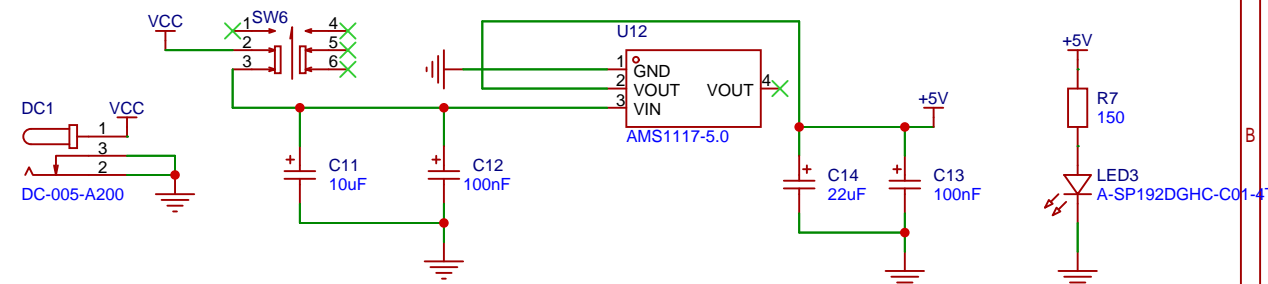 VCC
SW6
1
2
3
4
5
6
DC1
VCC
1
3
2
DC-005-A200
C11
10uF
C12
100nF
U12
1
2
3
GND
VOUT
VIN
VOUT
4
AMS1117-5.0
+5V
C14
22uF
C13
100nF
+5V
R7
150
LED3
A-SP192DGHC-C01-4T
B